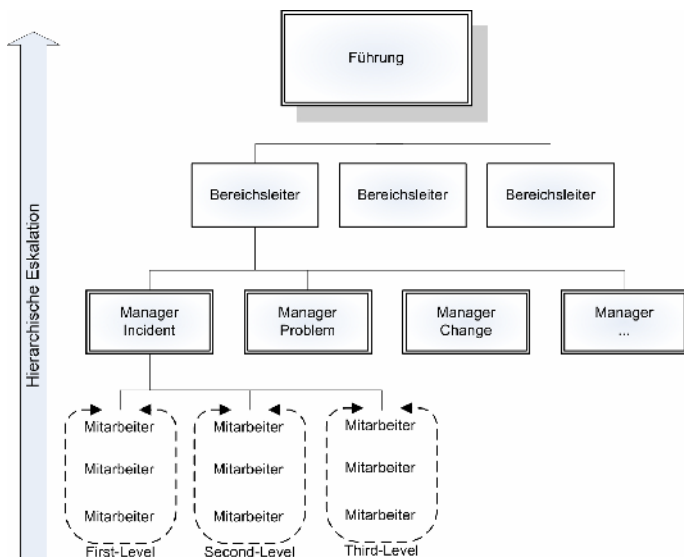 Führung
Hierarchische Eskalation
Bereichsleiter
Bereichsleiter
Bereichsleiter
Manager
Incident
Manager
Problem
Manager
Change
Manager
...
Mitarbeiter
Mitarbeiter
Mitarbeiter
First-Level
Mitarbeiter
Mitarbeiter
Mitarbeiter
Second-Level
Mitarbeiter
Mitarbeiter
Mitarbeiter
Third-Level